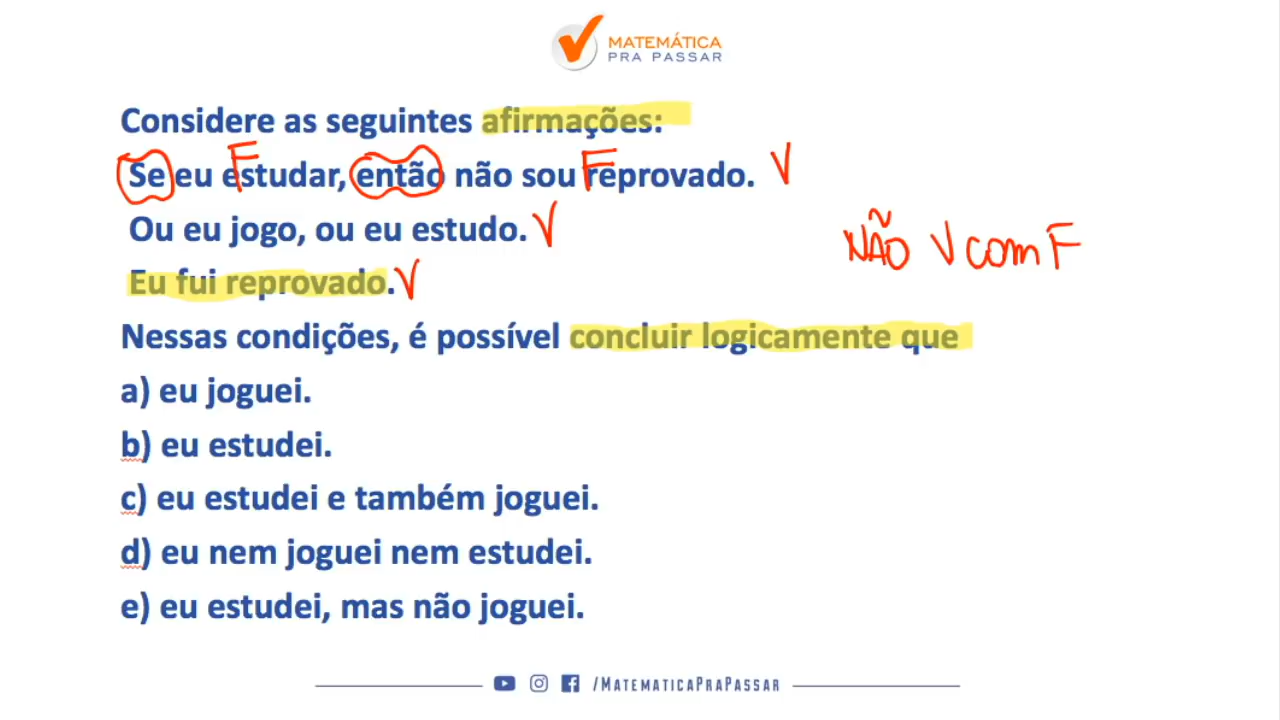 MATEMÁTICA
PRA PASSAR
Considere as seguintes afirmações:
F F
Se eu estudar, então não sou reprovado. V
Ou eu jogo, ou eu estudo. V
NÃO V com F
Eu fui reprovado. V
Nessas condições, é possível concluir logicamente que
a) eu joguei.
b) eu estudei.
c) eu estudei e também joguei.
d) eu nem joguei nem estudei.
e) eu estudei, mas não joguei.
/MATEMATICAPRAPASSAR